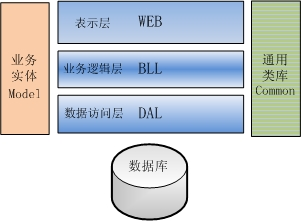 业务
实体
Model
表示层 WEB
业务逻辑层 BLL
数据访问层 DAL
通用
类库
Common
数据库